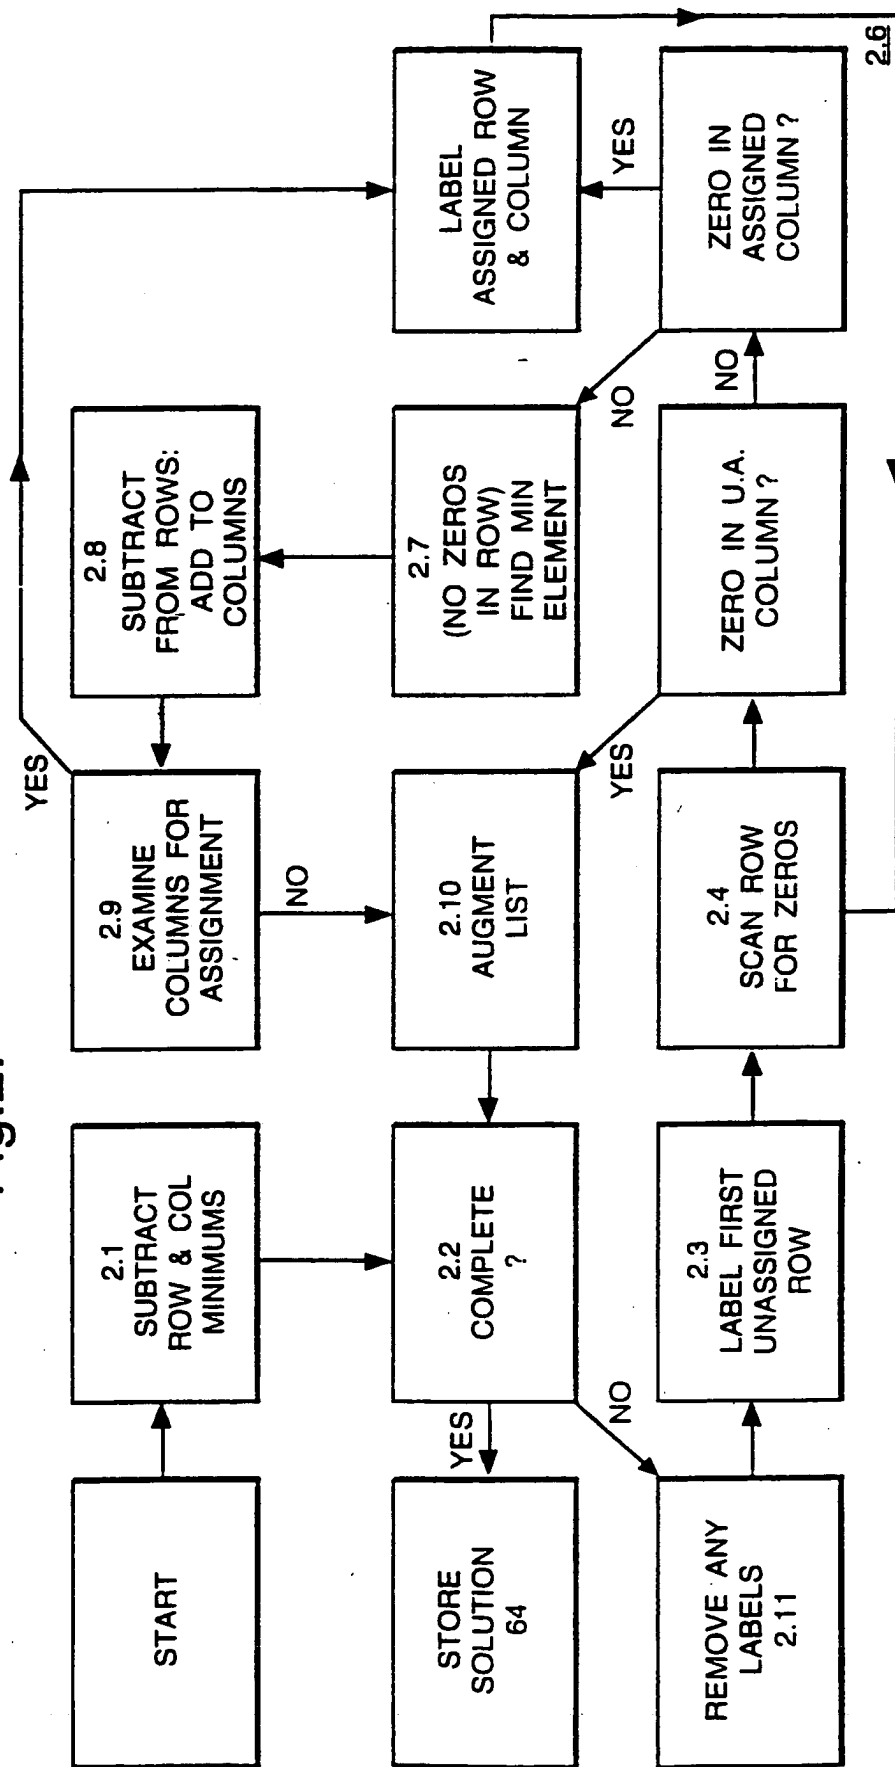 START
2.1
SUBTRACT
ROW & COL
MINIMUMS
2.9
EXAMINE
COLUMNS FOR
ASSIGNMENT
YES
2.8
SUBTRACT
FROM ROWS:
ADD TO
COLUMNS
NO
STORE
SOLUTION
64
YES
2.2
COMPLETE
?
2.10
AUGMENT
LIST
2.7
(NO ZEROS
IN ROW)
FIND MIN
ELEMENT
LABEL
ASSIGNED ROW
& COLUMN
NO
YES
NO
YES
REMOVE ANY
LABELS
2.11
2.3
LABEL FIRST
UNASSIGNED
ROW
2.4
SCAN ROW
FOR ZEROS
ZERO IN U.A.
COLUMN?
NO
ZERO IN
ASSIGNED
COLUMN?
2.6